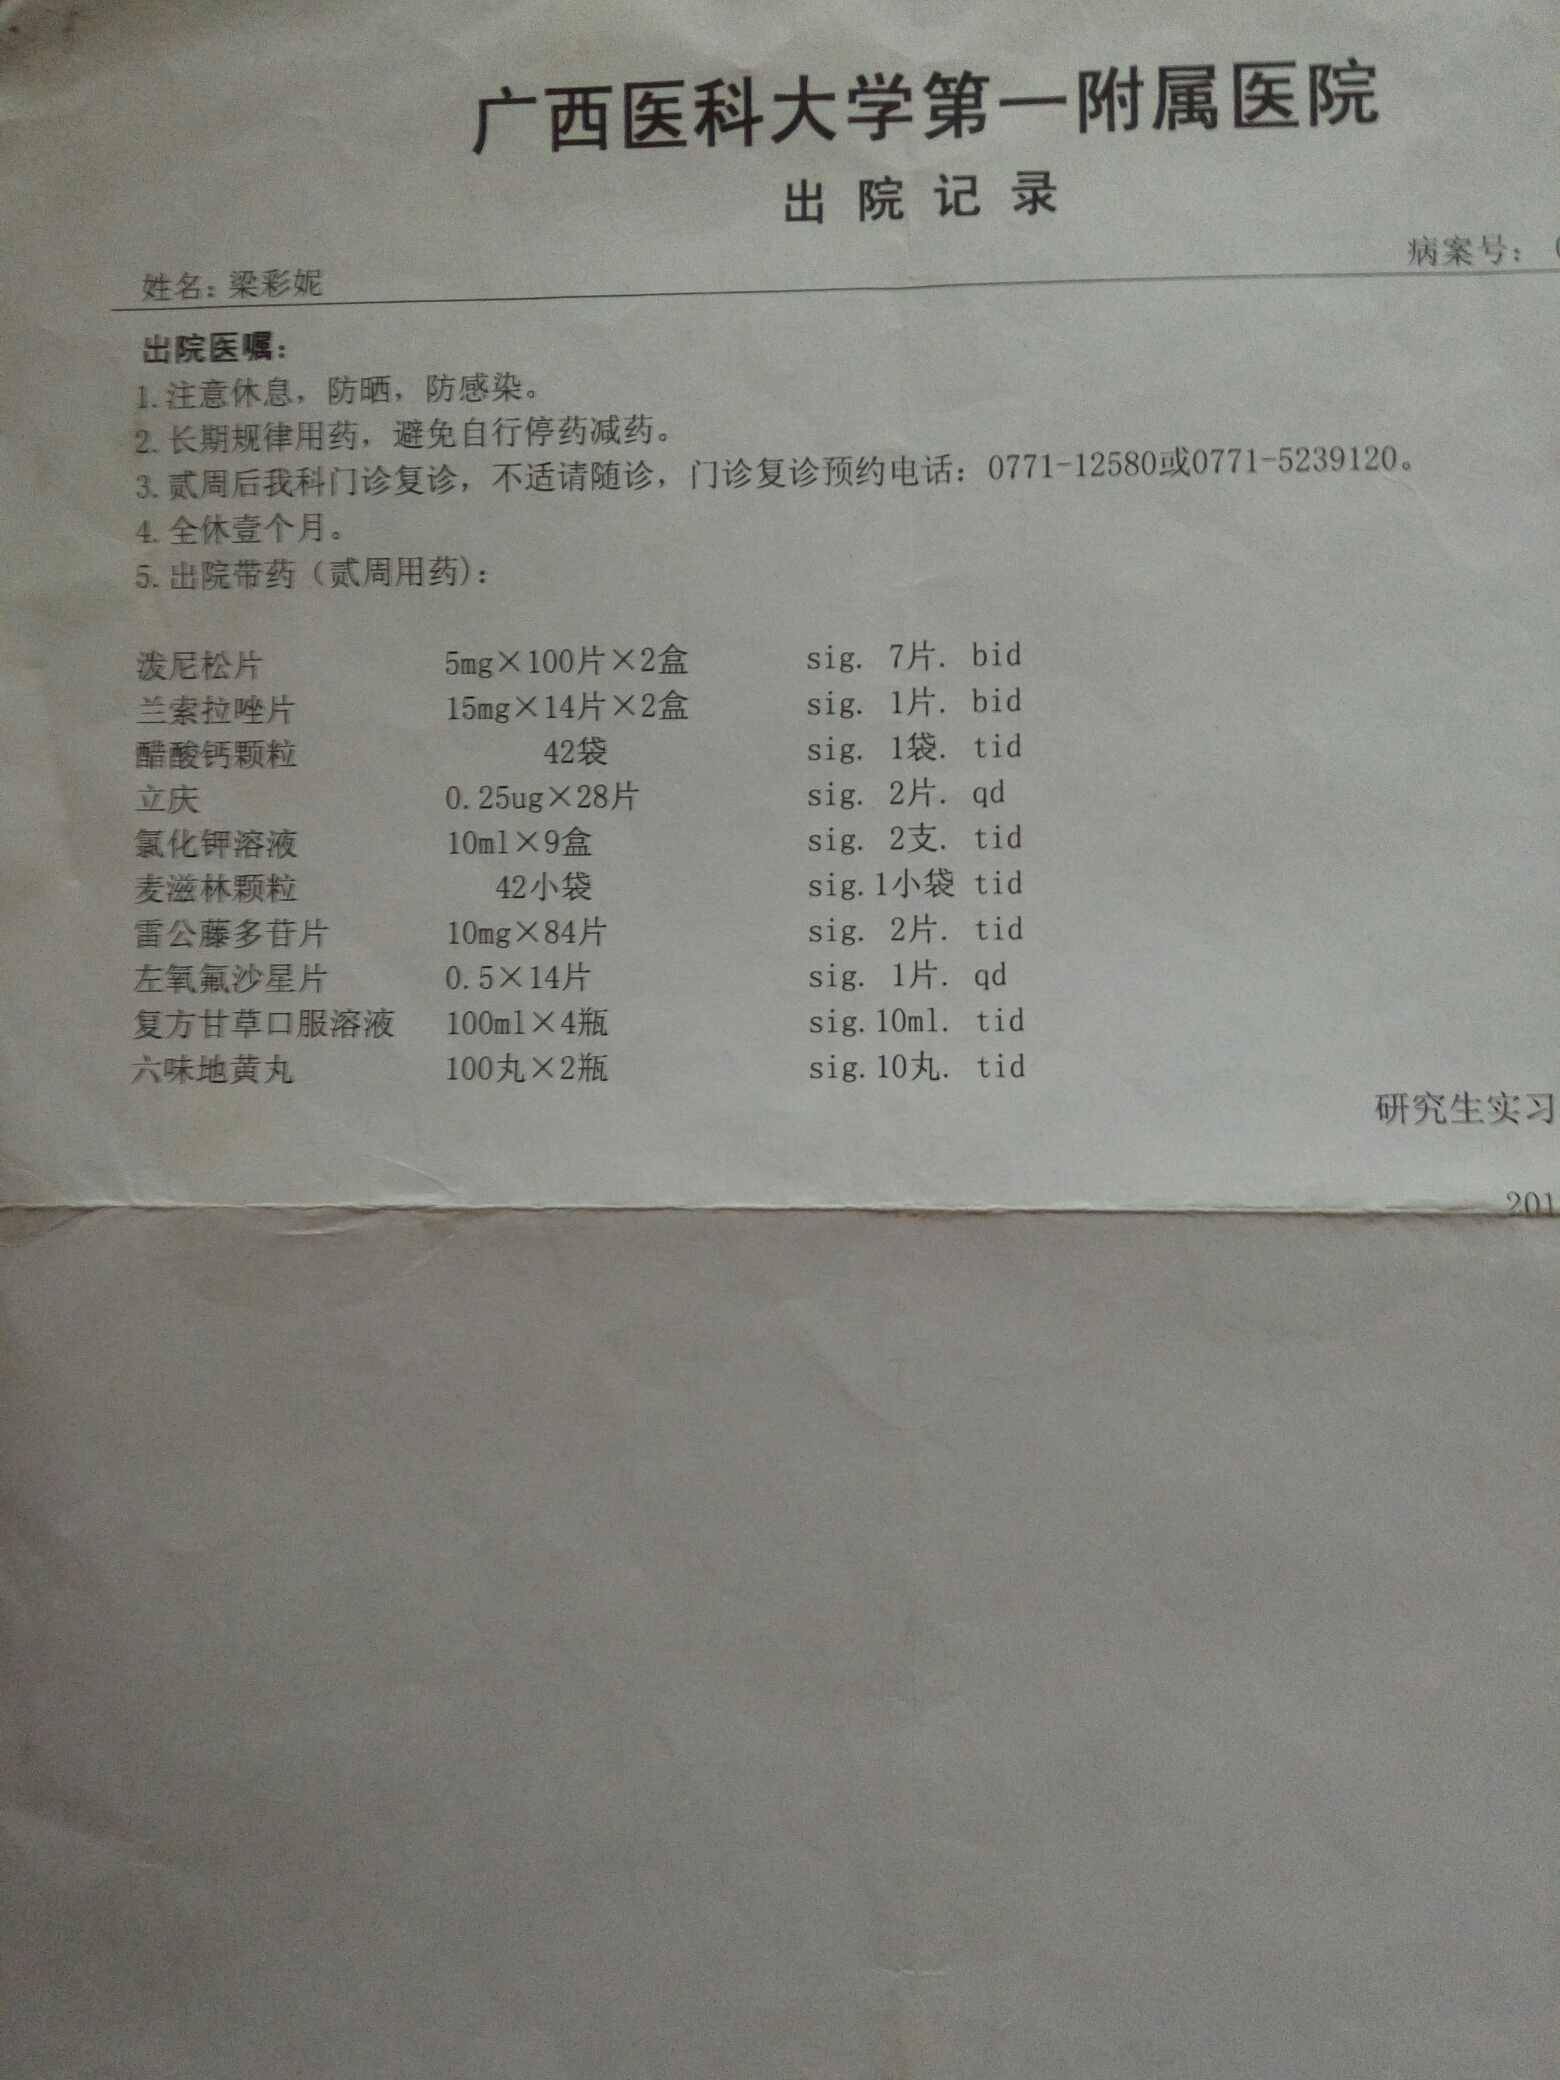 广西医科大学第一附属医院
出院记录
姓名：梁彩妮 病案号：
出院医嘱：
1.注意休息，防晒，防感染。
2.长期规律用药，避免自行停药减药。
3.贰周后我科门诊复诊，不适请随诊，门诊复诊预约电话：0771-12580或0771-5239120。
4.全休壹个月。
5.出院带药（贰周用药）：
泼尼松片 5mg×100片×2盒 sig. 7片. bid
兰索拉唑片 15mg×14片×2盒 sig. 1片. bid
醋酸钙颗粒 42袋 sig. 1袋. tid
立庆 0.25ug×28片 sig. 2片. qd
氯化钾溶液 10ml×9盒 sig. 2支. tid
麦滋林颗粒 42小袋 sig.1小袋 tid
雷公藤多苷片 10mg×84片 sig. 2片. tid
左氧氟沙星片 0.5×14片 sig. 1片. qd
复方甘草口服溶液 100ml×4瓶 sig.10ml. tid
六味地黄丸 100丸×2瓶 sig.10丸. tid
研究生实习
201